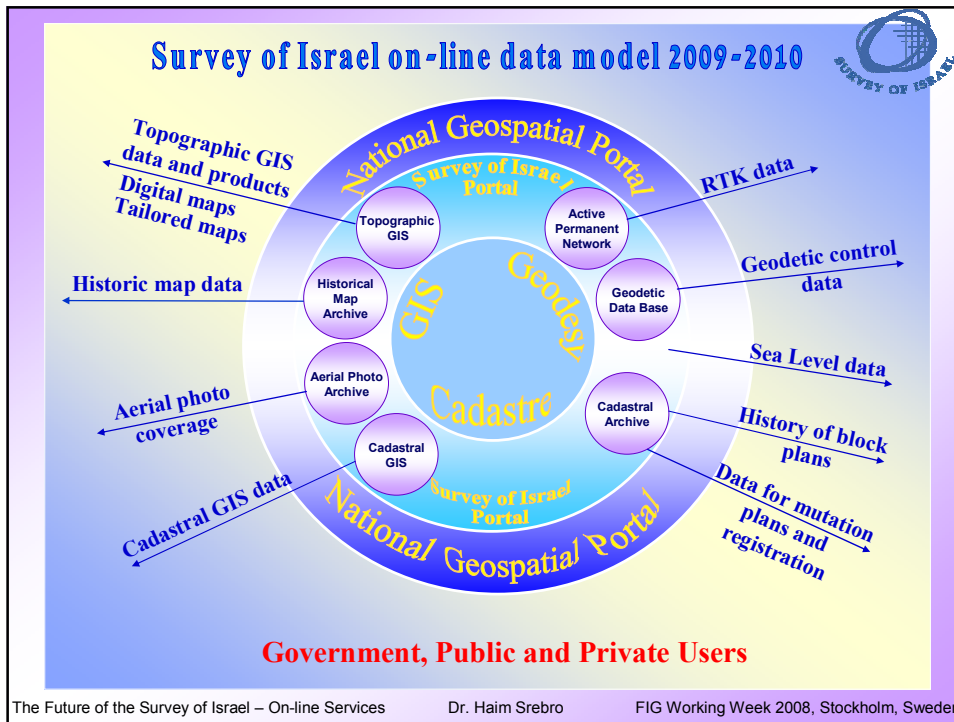 Survey of Israel on-line data model 2009-2010
SURVEY OF ISRAEL
National Geospatial Portal
Survey of Israel
Portal
Topographic GIS
data and products
Digital maps
Tailored maps
Historic map data
Aerial photo
coverage
Cadastral GIS data
Topographic
GIS
Historical
Map
Archive
Aerial Photo
Archive
Cadastral
GIS
GIS
Geodesy
Cadastre
Active
Permanent
Network
Geodetic
Data Base
Cadastral
Archive
RTK data
Geodetic control
data
Sea Level data
History of block
plans
Data for mutation
plans and
registration
Survey of Israel
Portal
National Geospatial Portal
Government, Public and Private Users
The Future of the Survey of Israel – On-line Services
Dr. Haim Srebro
FIG Working Week 2008, Stockholm, Sweden